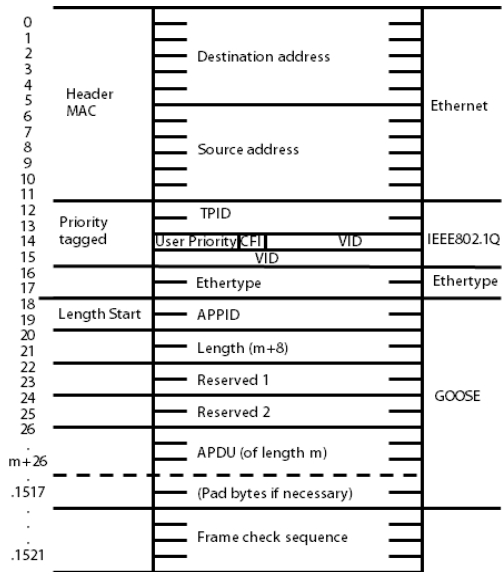 0
1
2
3
4
5
6
7
8
9
10
11
12
13
14
15
16
17
18
19
20
21
22
23
24
25
26
.
m+26
.
.1517
.
.
.
.1521
Header
MAC
Priority
tagged
Length Start
Destination address
Source address
TPID
User Priority CFI VID
VID
Ethertype
APPID
Length (m+8)
Reserved 1
Reserved 2
APDU (of length m)
(Pad bytes if necessary)
Frame check sequence
Ethernet
IEEE802.1Q
Ethertype
GOOSE